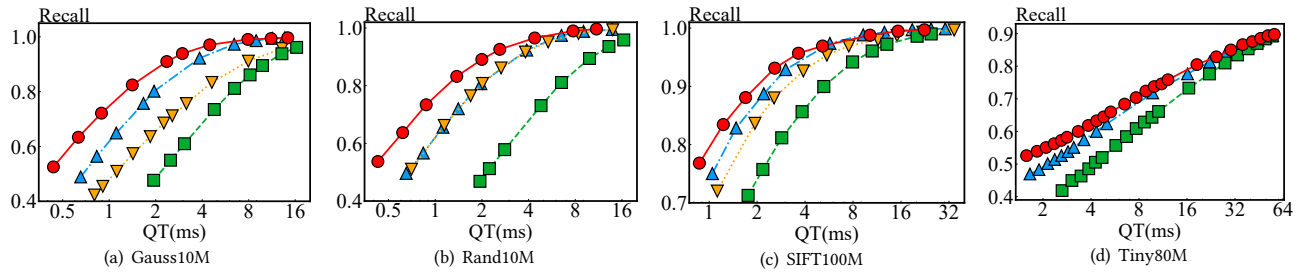 Recall
1.0
0.8
0.6
0.4
0.5 1 2 4 8 16
QT(ms)
(a) Gauss10M
Recall
1.0
0.8
0.6
0.4
0.5 1 2 4 8 16
QT(ms)
(b) Rand10M
Recall
1.0
0.9
0.8
0.7
1 2 4 8 16 32
QT(ms)
(c) SIFT100M
Recall
0.9
0.8
0.7
0.6
0.5
0.4
2 4 8 16 32 64
QT(ms)
(d) Tiny80M